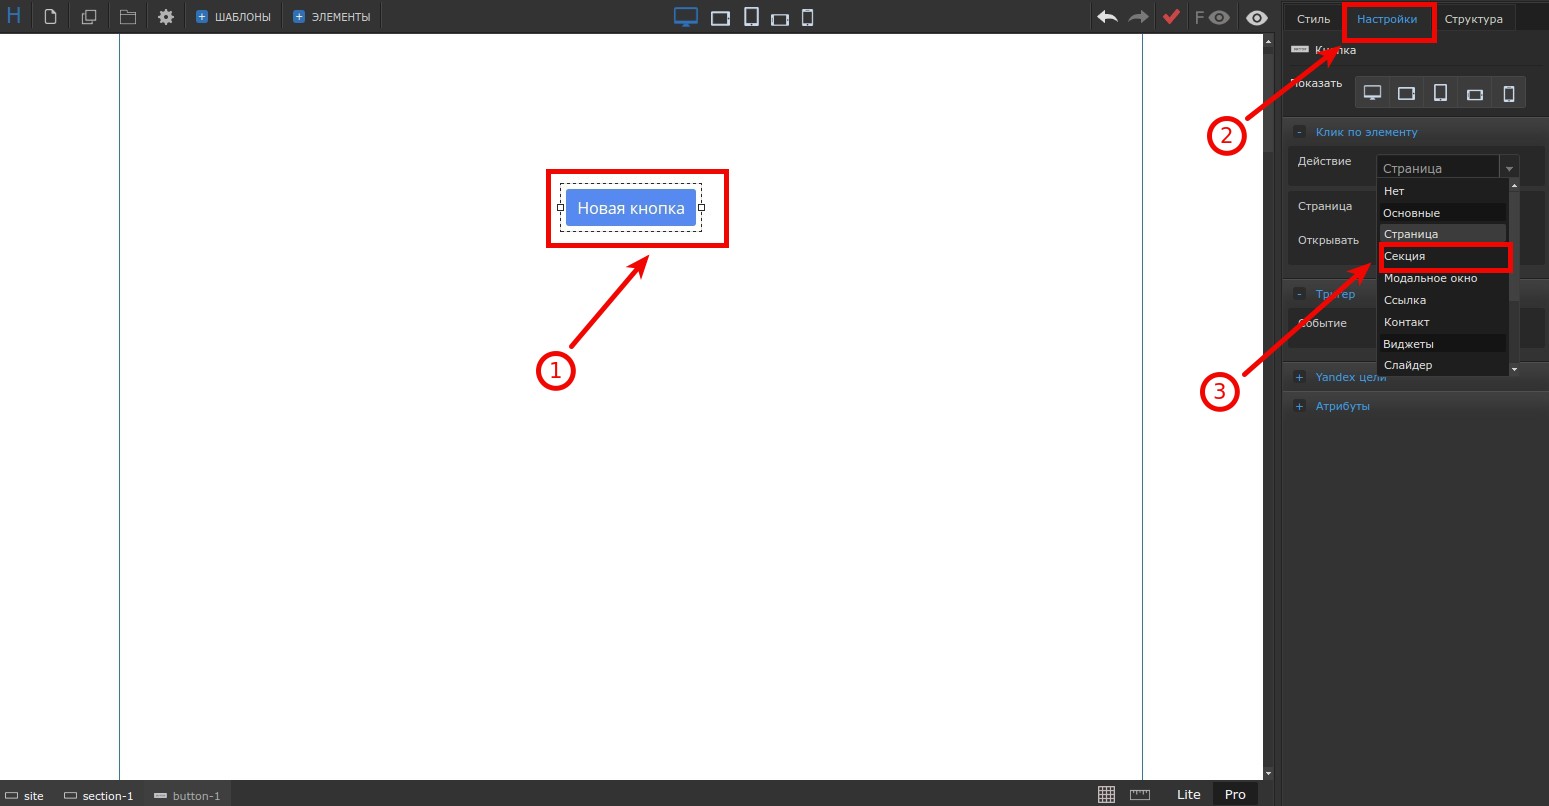 H
ШАБЛОНЫ
ЭЛЕМЕНТЫ
F
Стиль
Настройки
Структура
Кнопка
Показать
Клик по элементу
Действие
Страница
Нет
Основные
Страница
Секция
Модальное окно
Ссылка
Контакт
Виджеты
Слайдер
Страница
Открывать
Триггер
Событие
Yandex цели
Атрибуты
Новая кнопка
1
2
3
site
section-1
button-1
Lite
Pro